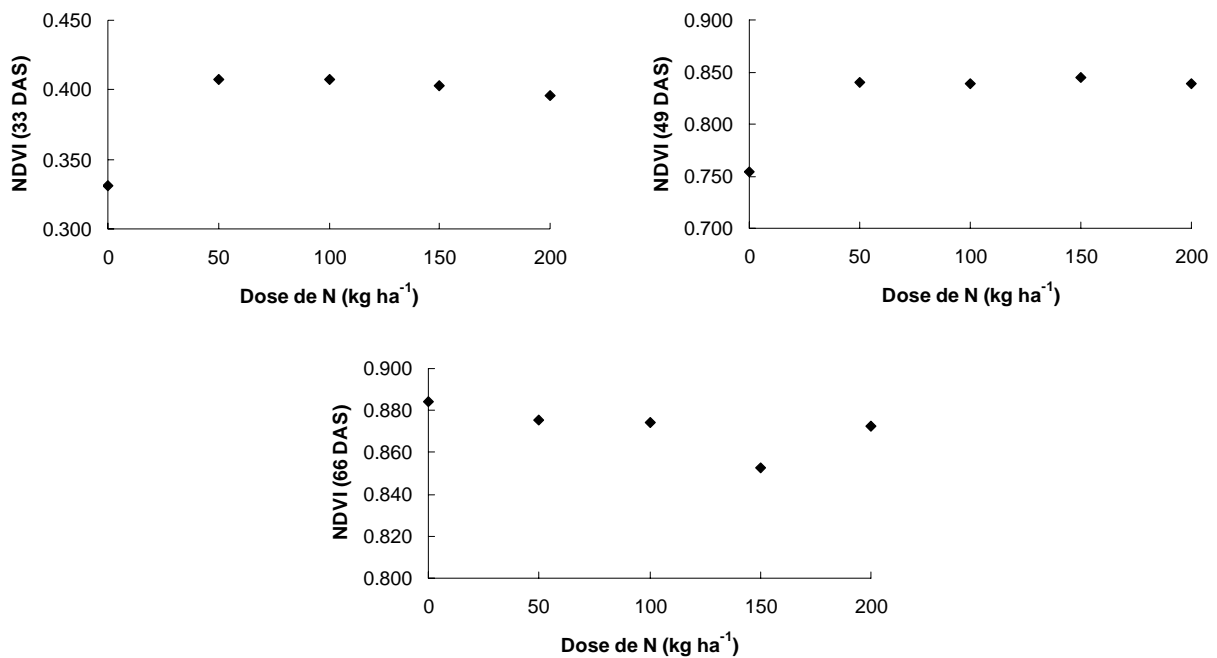 NDVI (33 DAS)
0.450
0.400
0.350
0.300
0 50 100 150 200
Dose de N (kg ha⁻¹)
NDVI (49 DAS)
0.900
0.850
0.800
0.750
0.700
0 50 100 150 200
Dose de N (kg ha⁻¹)
NDVI (66 DAS)
0.900
0.880
0.860
0.840
0.820
0.800
0 50 100 150 200
Dose de N (kg ha⁻¹)